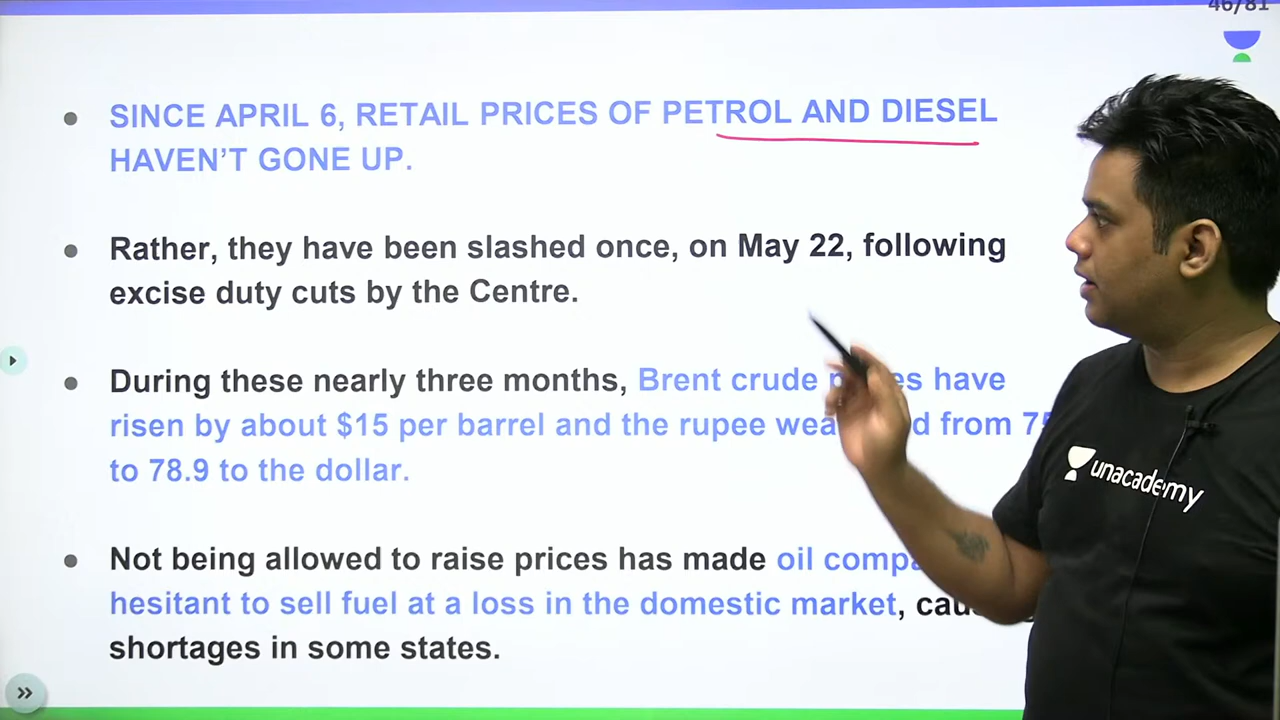 46/81
SINCE APRIL 6, RETAIL PRICES OF PETROL AND DIESEL
HAVEN’T GONE UP.
Rather, they have been slashed once, on May 22, following
excise duty cuts by the Centre.
During these nearly three months, Brent crude have
risen by about $15 per barrel and the rupee from
to 78.9 to the dollar.
Not being allowed to raise prices has made oil
hesitant to sell fuel at a loss in the domestic market,
shortages in some states.
unacademy